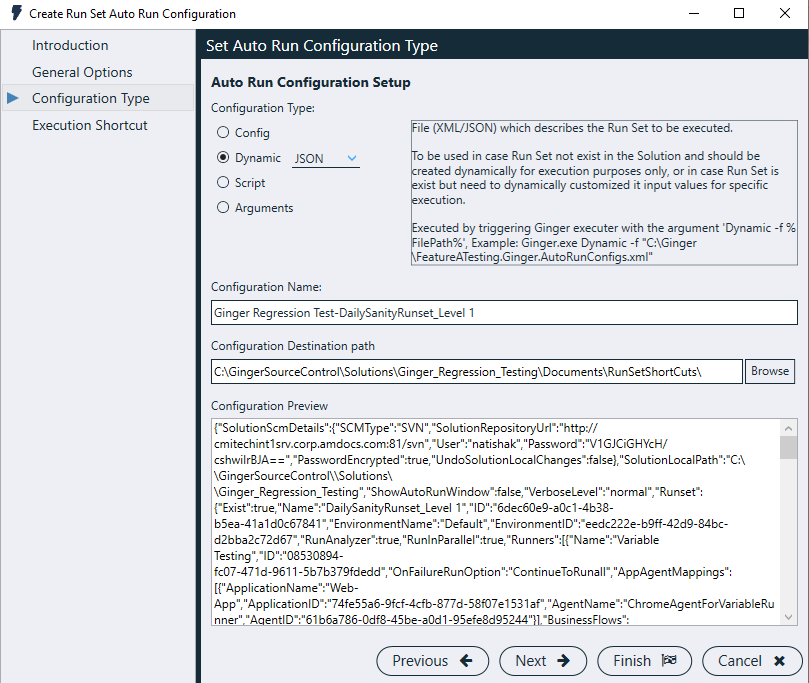 Create Run Set Auto Run Configuration
Introduction
General Options
Configuration Type
Execution Shortcut
Set Auto Run Configuration Type
Auto Run Configuration Setup
Configuration Type:
Config
Dynamic JSON
Script
Arguments
File (XML/JSON) which describes the Run Set to be executed.
To be used in case Run Set not exist in the Solution and should be
created dynamically for execution purposes only, or in case Run Set is
exist but need to dynamically customized it input values for specific
execution.
Executed by triggering Ginger executer with the argument 'Dynamic -f %
FilePath%', Example: Ginger.exe Dynamic -f "C:\Ginger
\FeatureATesting.Ginger.AutoRunConfigs.xml"
Configuration Name:
Ginger Regression Test-DailySanityRunset_Level 1
Configuration Destination path
C:\GingerSourceControl\Solutions\Ginger_Regression_Testing\Documents\RunSetShortCuts\
Browse
Configuration Preview
{"SolutionScmDetails":{"SCMType":"SVN","SolutionRepositoryUrl":"http://
cmitechint1srv.corp.amdocs.com:81/svn","User":"natishak","Password":"V1GJCiGHYcH/
cshwilrBJA==","PasswordEncrypted":true,"UndoSolutionLocalChanges":false},"SolutionLocalPath":"C:\
\GingerSourceControl\\Solutions\
\Ginger_Regression_Testing","ShowAutoRunWindow":false,"VerboseLevel":"normal","Runset":
{"Exist":true,"Name":"DailySanityRunset_Level 1","ID":"6dec60e9-a0c1-4b38-
b5ea-41a1d0c67841","EnvironmentName":"Default","EnvironmentID":"eedc222e-b9ff-42d9-84bc-
d2bba2c72d67","RunAnalyzer":true,"RunInParallel":true,"Runners":[{"Name":"Variable
Testing","ID":"08530894-
fc07-471d-9611-5b7b379fdedd","OnFailureRunOption":"ContinueToRunall","AppAgentMappings":
[{"ApplicationName":"Web-
App","ApplicationID":"74fe55a6-9fcf-4cfb-877d-58f07e1531af","AgentName":"ChromeAgentForVariableRu
nner","AgentID":"61b6a786-0df8-45be-a0d1-95efe8d95244"}],"BusinessFlows":
Previous
Next
Finish
Cancel